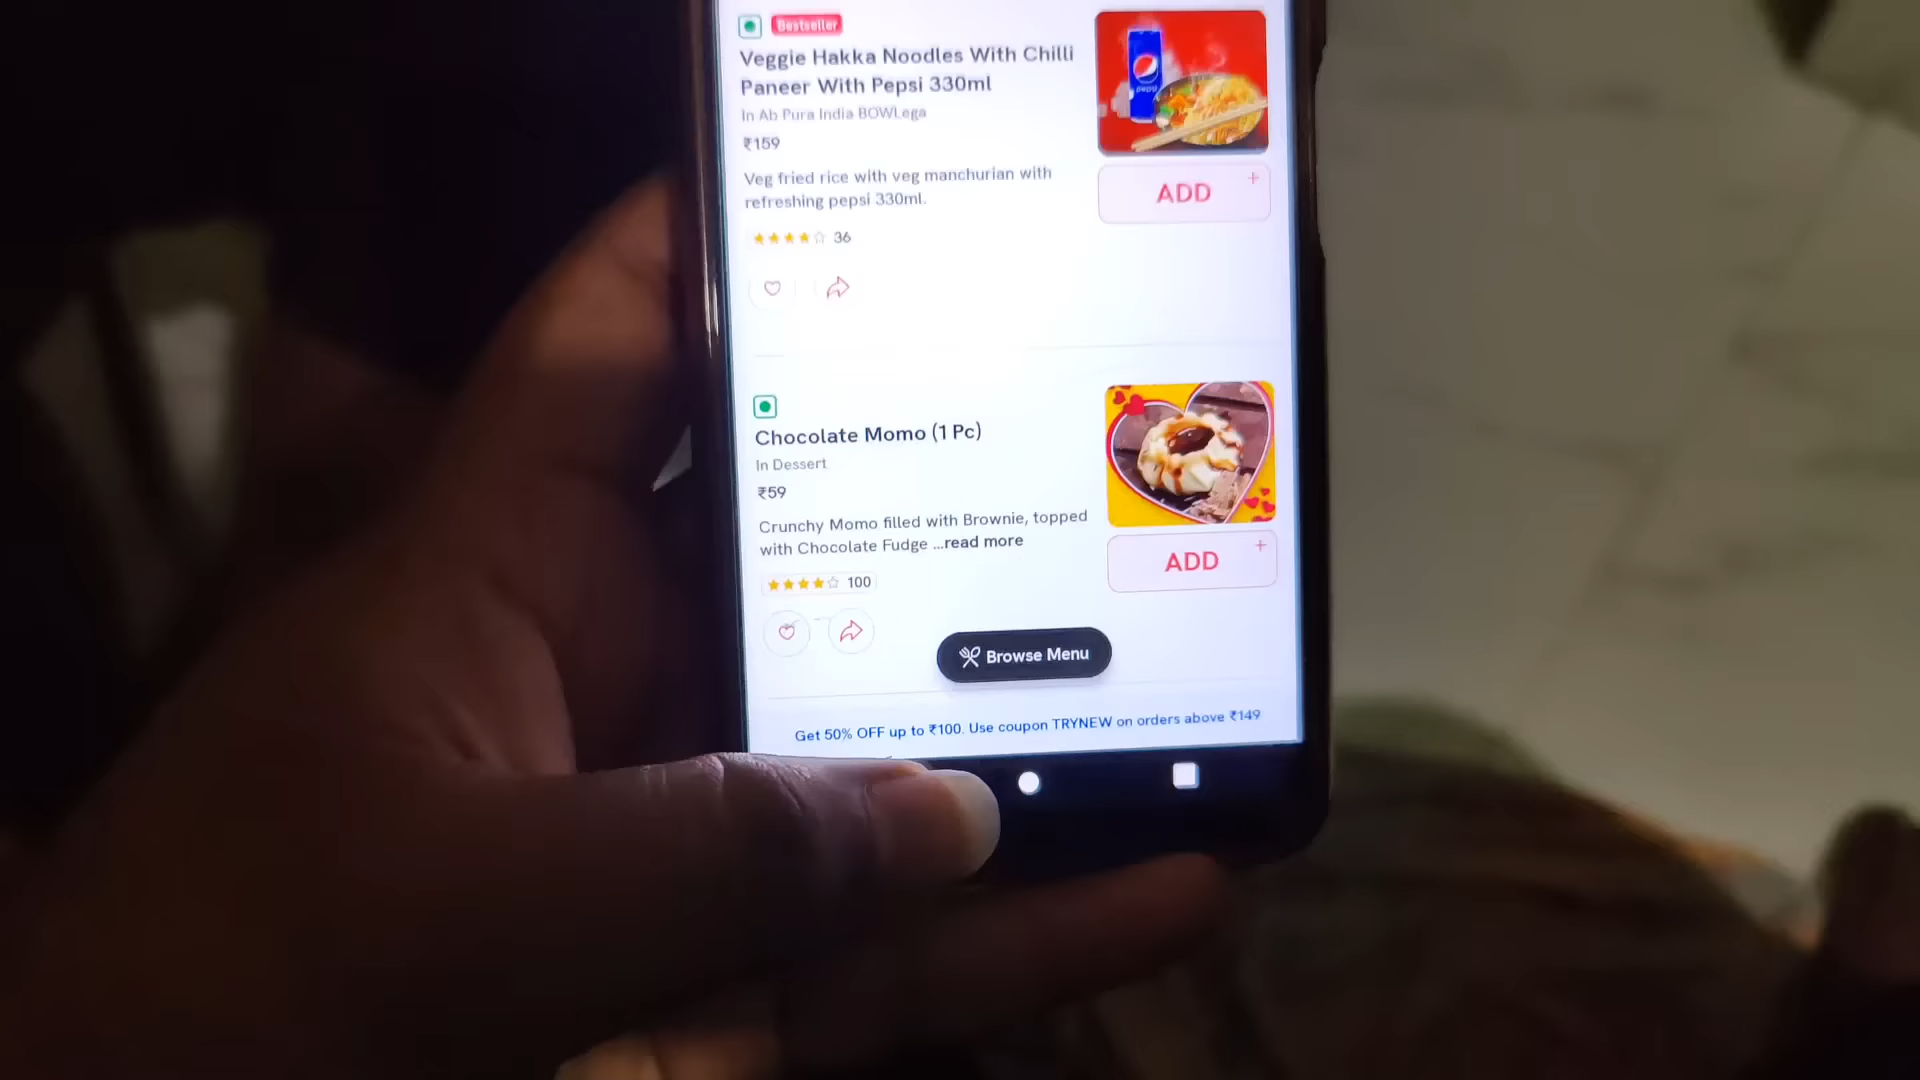 Bestseller
Veggie Hakka Noodles With Chilli
Paneer With Pepsi 330ml
In Ab Pura India BOWLega
₹159
Veg fried rice with veg manchurian with
refreshing pepsi 330ml.
36
pepsi
ADD +
Chocolate Momo (1 Pc)
In Dessert
₹59
Crunchy Momo filled with Brownie, topped
with Chocolate Fudge ...read more
100
ADD +
Browse Menu
Get 50% OFF up to ₹100. Use coupon TRYNEW on orders above ₹149